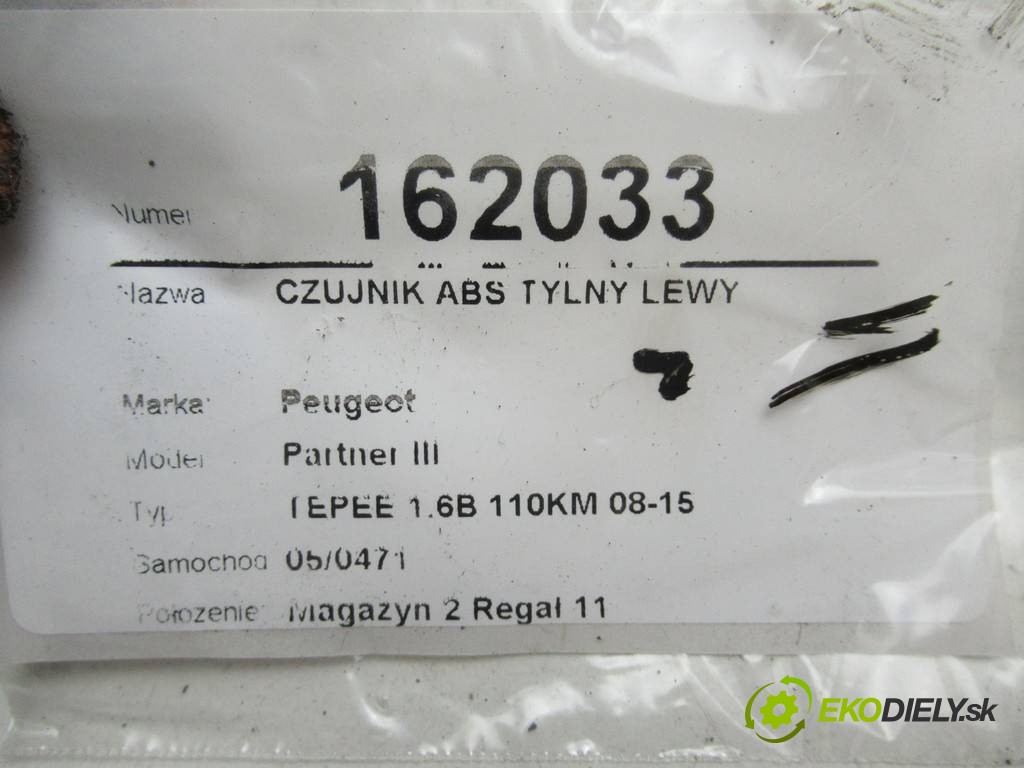 Numer 162033
Nazwa CZUJNIK ABS TYLNY LEWY
Marka: Peugeot
Model Partner III
Typ TEPEE 1.6B 110KM 08-15
Samochod 05/0471
Położenie: Magazyn 2 Regał 11
EKODIELY.sk